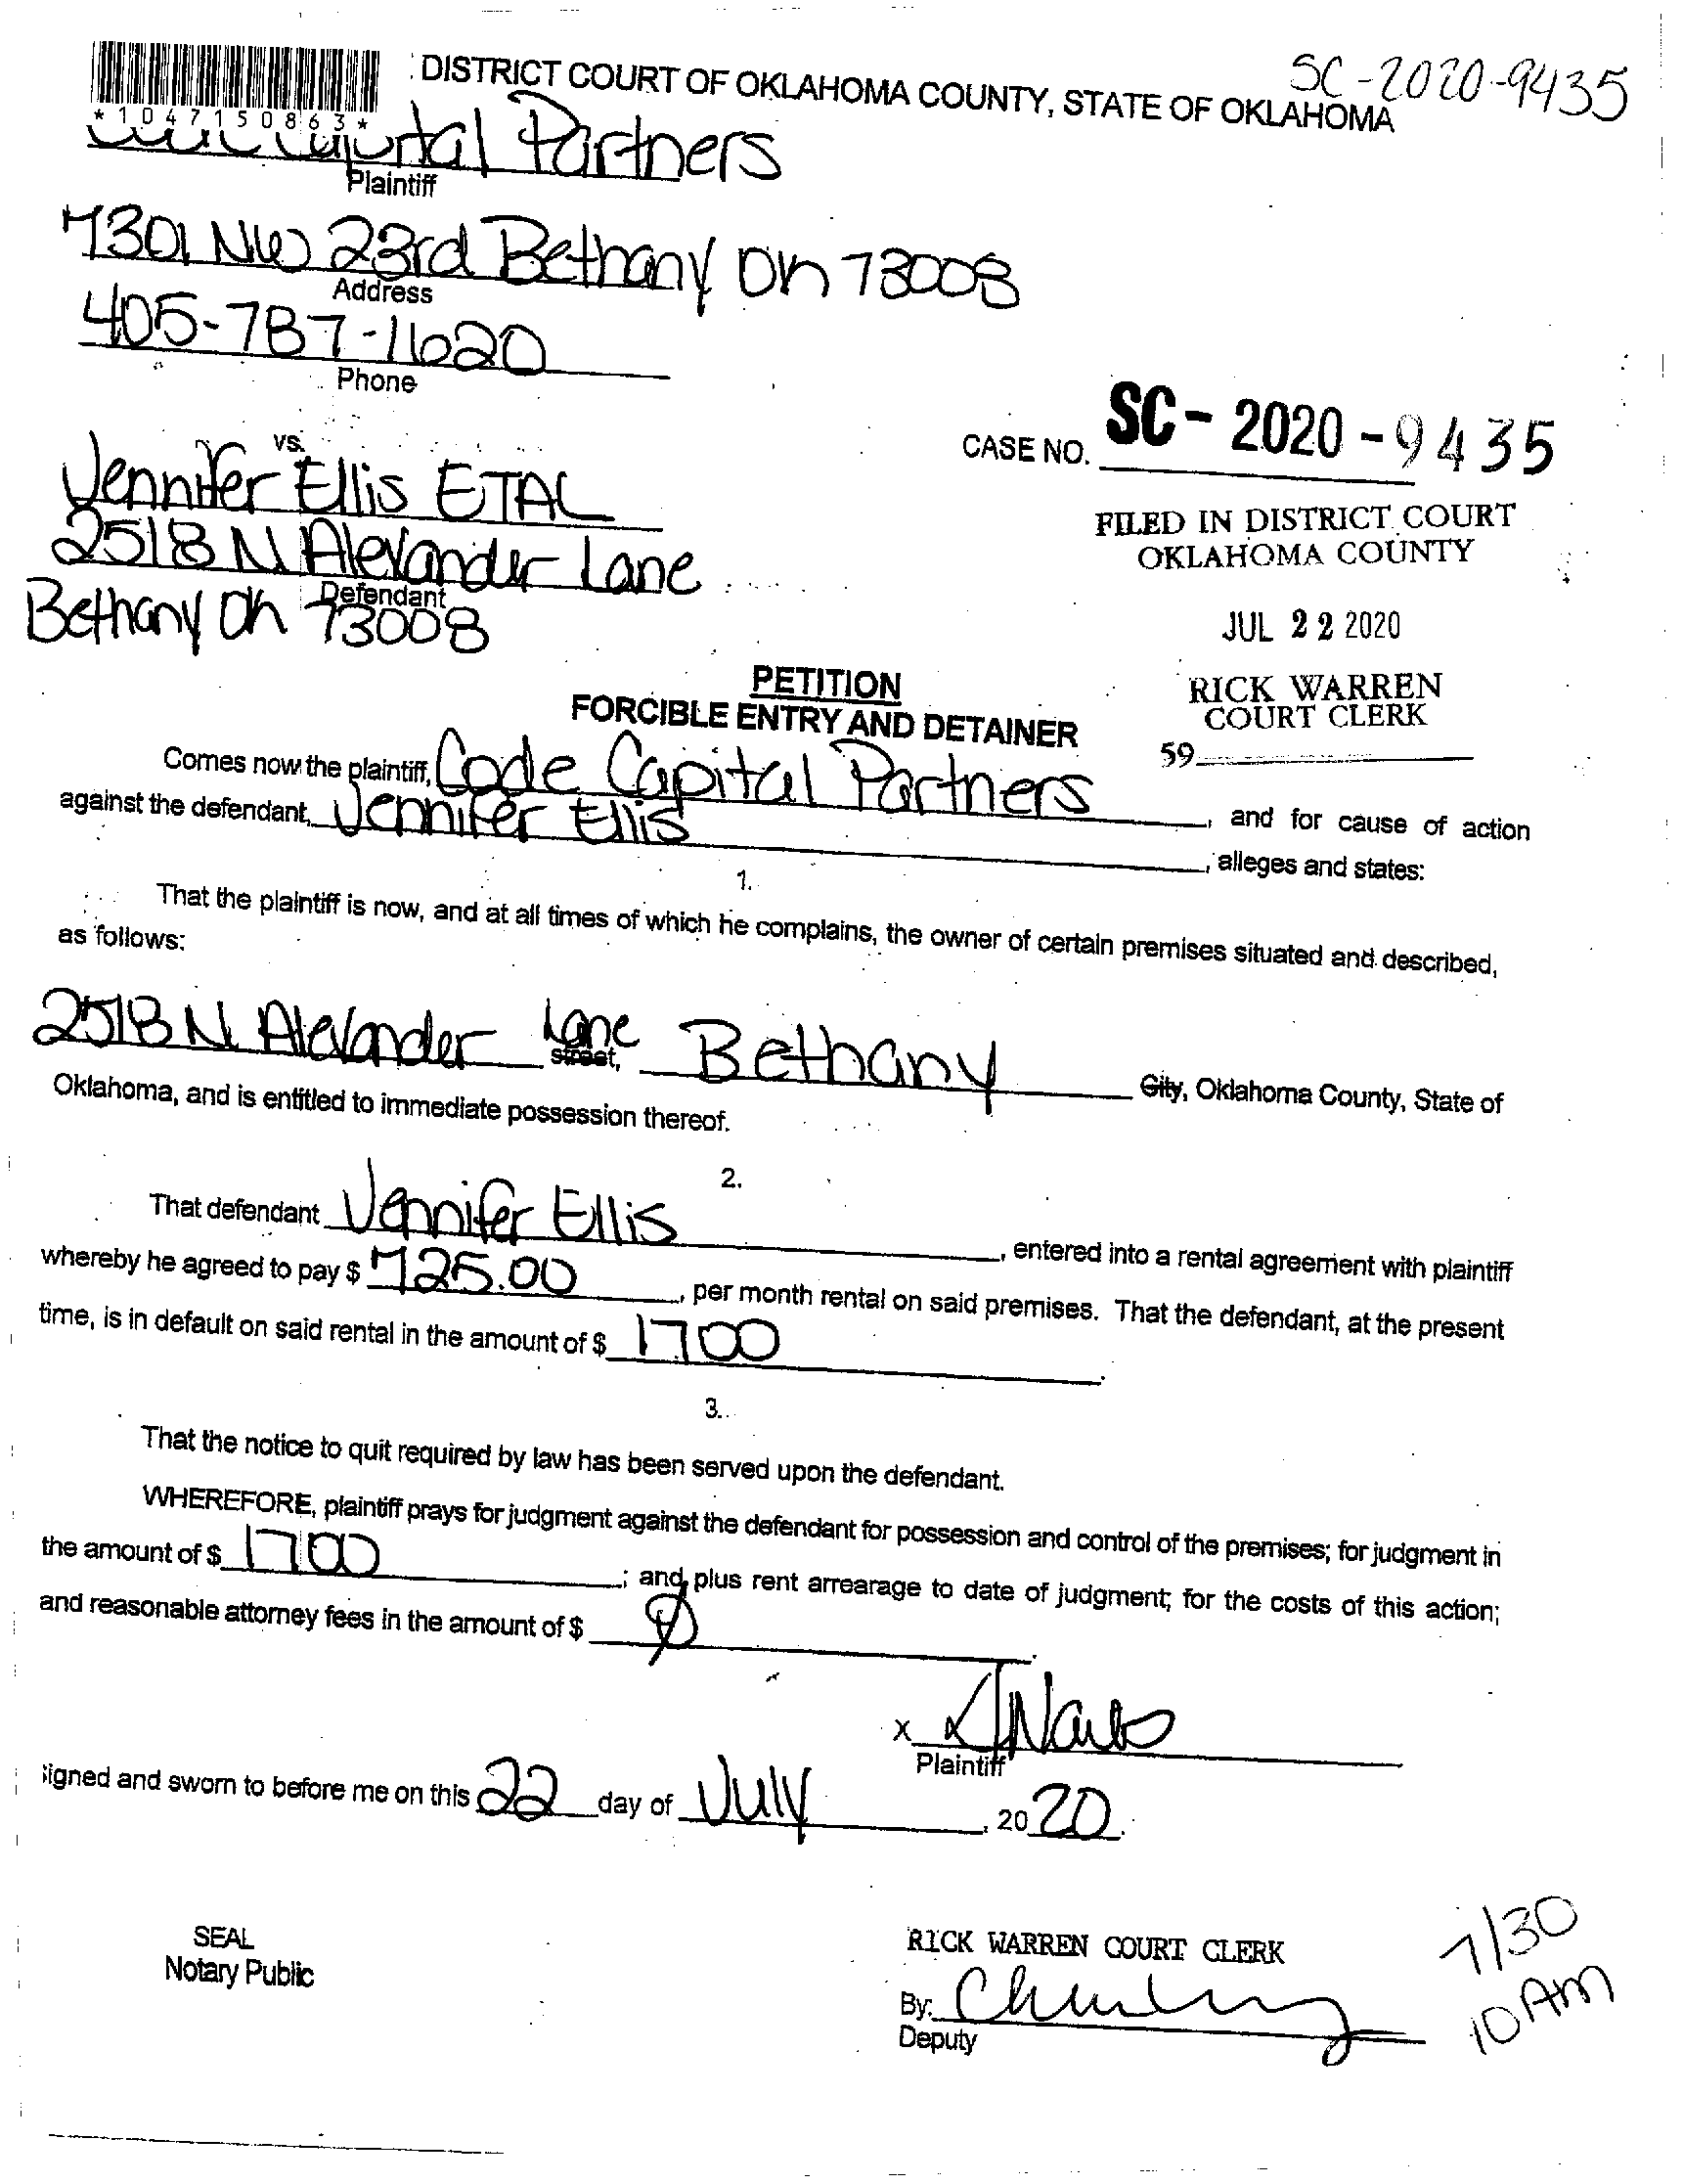 SC-2020-9435
DISTRICT COURT OF OKLAHOMA COUNTY, STATE OF OKLAHOMA
*1047150863*
Capital Partners
Plaintiff
7301 NW 23rd Bethany Ok 73008
Address
405-787-1620
Phone
vs.
CASE NO. SC-2020-9435
Jennifer Ellis ETAL
2518 N Alexander Lane
Defendant
Bethany Ok 73008
FILED IN DISTRICT COURT
OKLAHOMA COUNTY
JUL 22 2020
RICK WARREN
COURT CLERK
59
PETITION
FORCIBLE ENTRY AND DETAINER
Comes now the plaintiff, Code Capital Partners, and for cause of action
against the defendant, Jennifer Ellis, alleges and states:
1.
That the plaintiff is now, and at all times of which he complains, the owner of certain premises situated and described,
as follows:
2518 N Alexander Lane street, Bethany City, Oklahoma County, State of
Oklahoma, and is entitled to immediate possession thereof.
2.
That defendant Jennifer Ellis, entered into a rental agreement with plaintiff
whereby he agreed to pay $ 725.00, per month rental on said premises. That the defendant, at the present
time, is in default on said rental in the amount of $ 1700.
3.
That the notice to quit required by law has been served upon the defendant.
WHEREFORE, plaintiff prays for judgment against the defendant for possession and control of the premises; for judgment in
the amount of $ 1700; and, plus rent arrearage to date of judgment; for the costs of this action;
and reasonable attorney fees in the amount of $ Ø.
x
Plaintiff
signed and sworn to before me on this 22 day of July, 2020.
SEAL
Notary Public
RICK WARREN COURT CLERK
By:
Deputy
7/30
10 AM